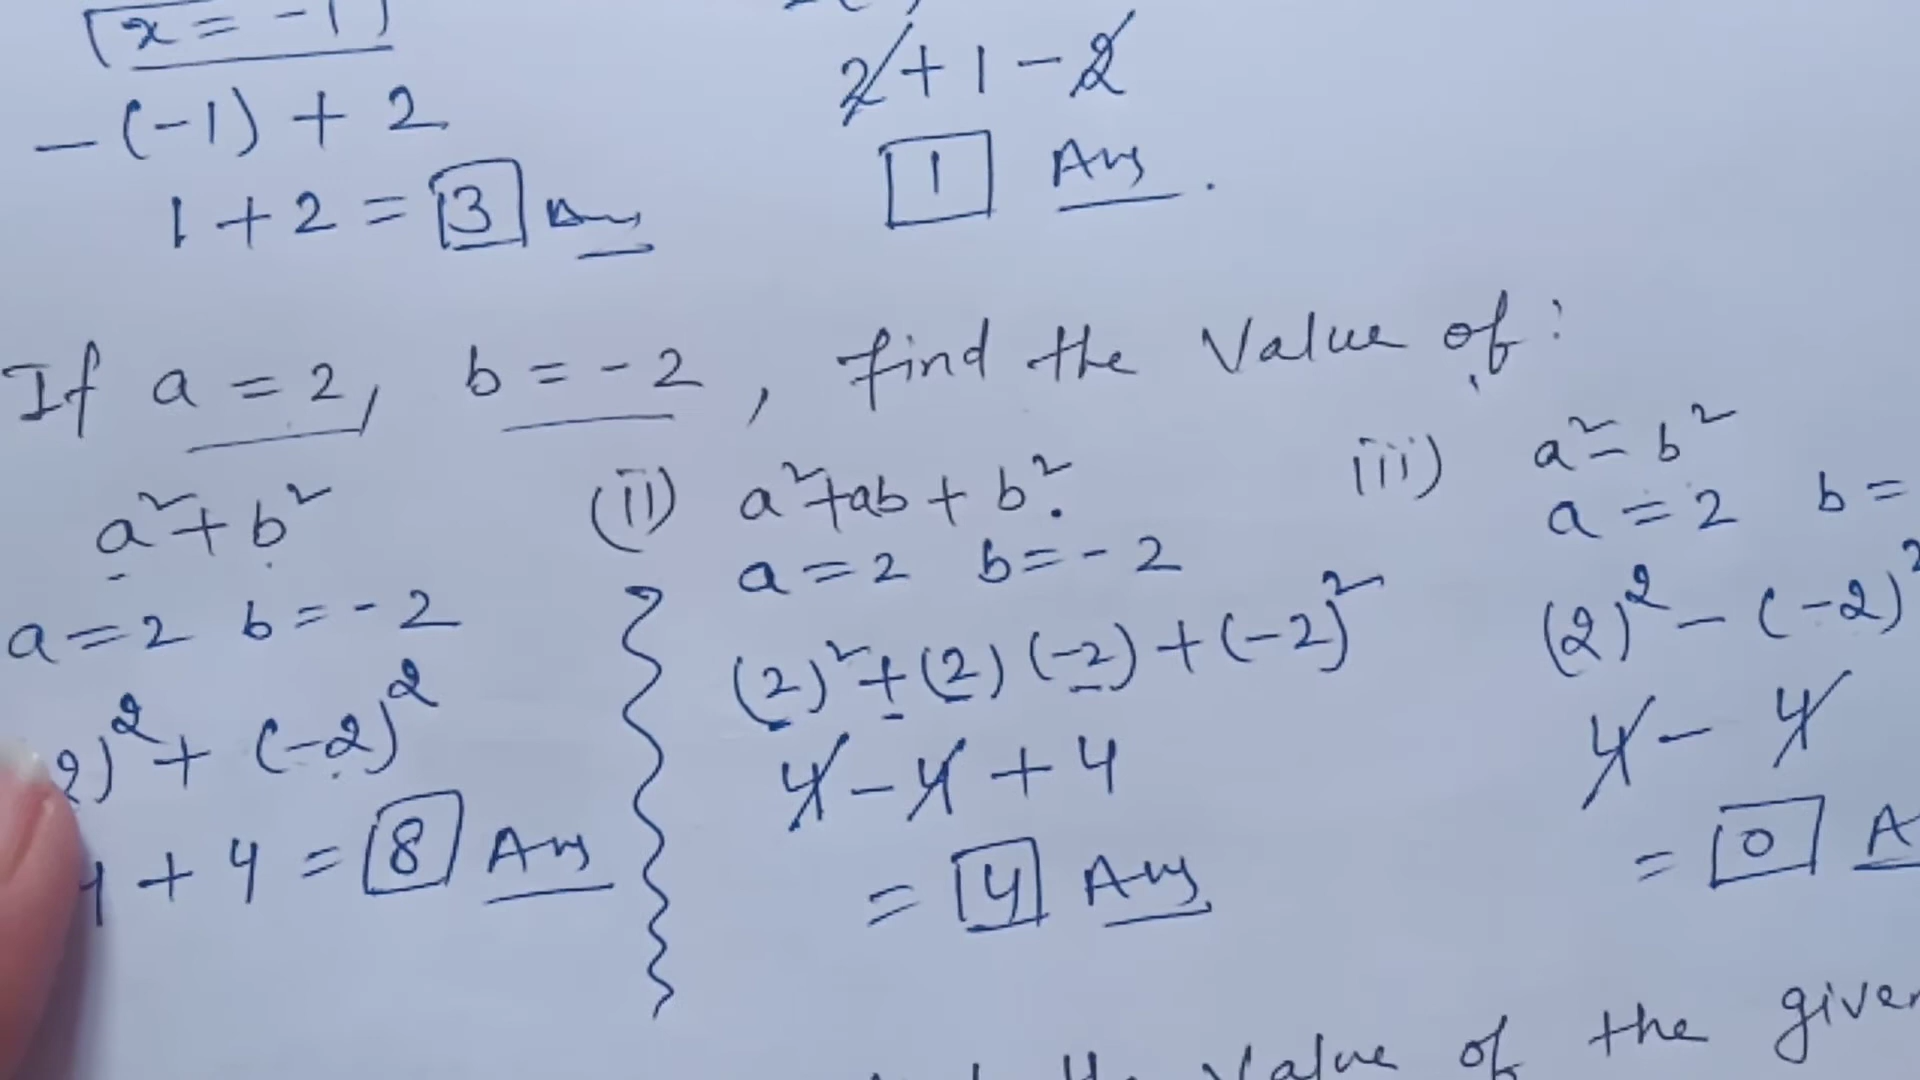 x = -1
-(-1) + 2
1 + 2 = 3 Ans
2 + 1 - 2
1 Ans.
If a = 2, b = -2, find the Value of:
a² + b²
a = 2 b = -2
2)² + (-2)²
4 + 4 = 8 Ans
(ii) a² + ab + b².
a = 2 b = -2
(2)² + (2) (-2) + (-2)²
4 - 4 + 4
= 4 Ans
iii) a² - b²
a = 2 b =
(2)² - (-2)²
4 - 4
= 0 A
Value of the given